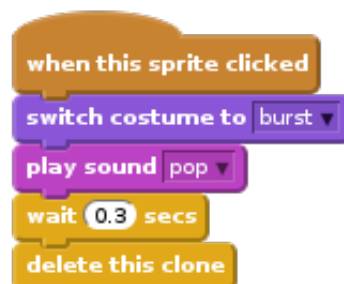 when this sprite clicked
switch costume to burst
play sound pop
wait 0.3 secs
delete this clone